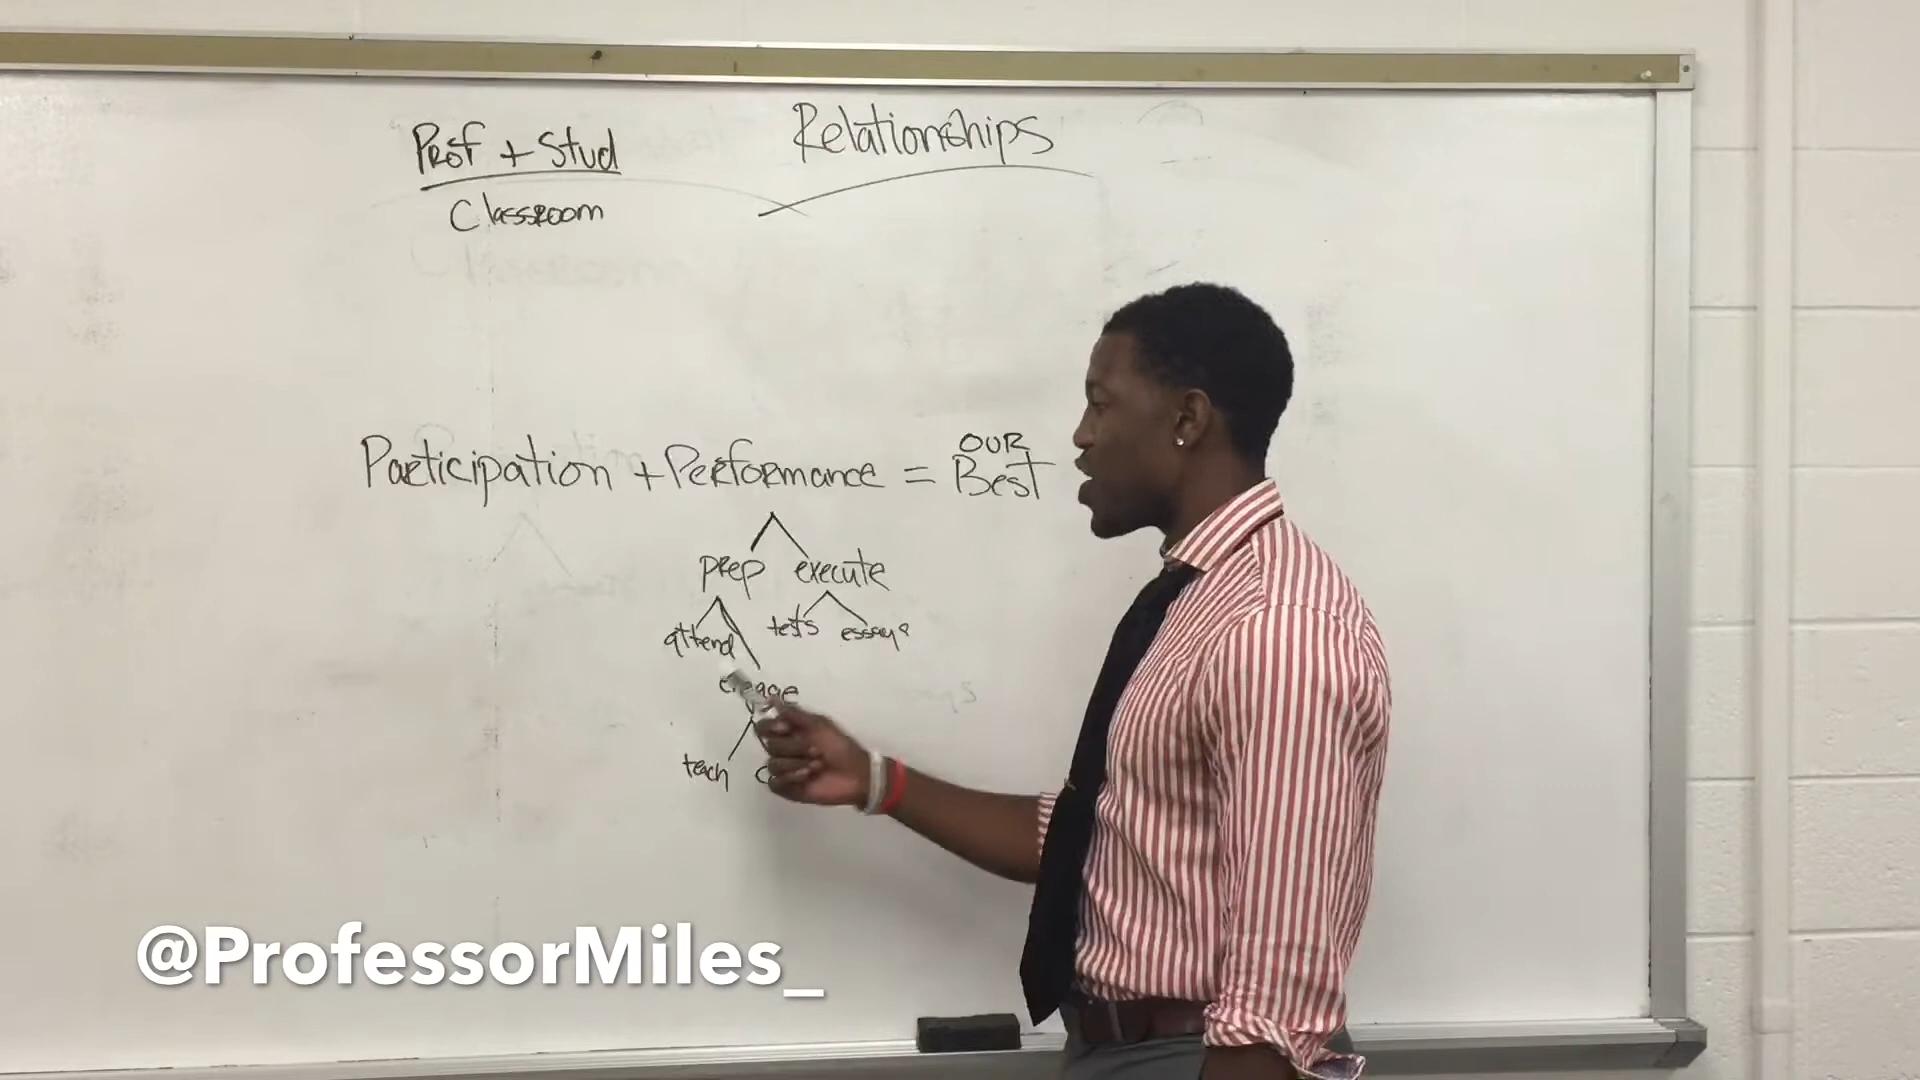 Prof + Stud
Classroom
Relationships
Participation + Performance = OUR Best
prep execute
attend tests essays
engage
teach
@ProfessorMiles_